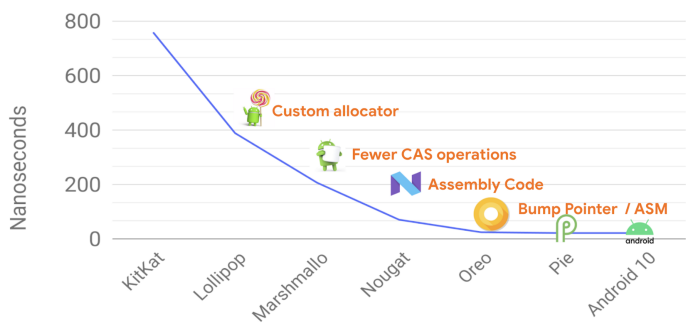 800
600
400
200
0
Nanoseconds
Custom allocator
Fewer CAS operations
Assembly Code
Bump Pointer / ASM
android
KitKat
Lollipop
Marshmallo
Nougat
Oreo
Pie
Android 10